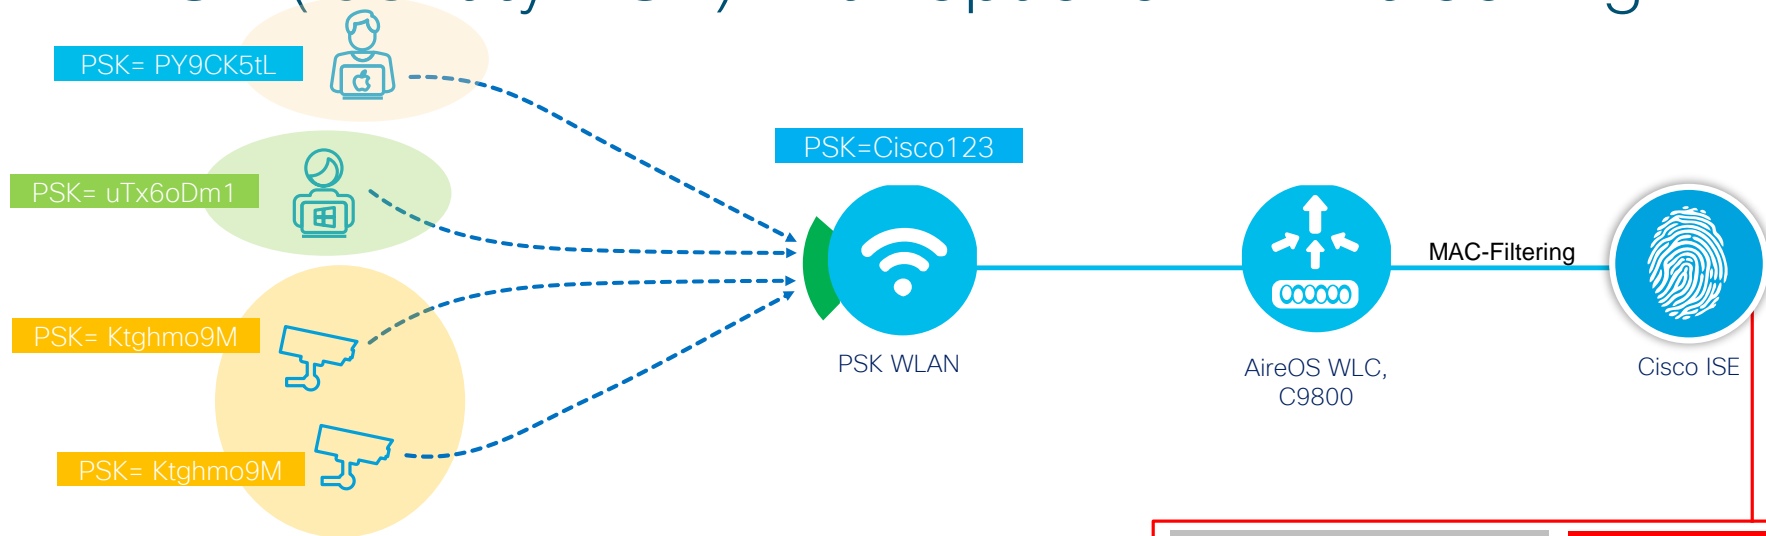 PSK= PY9CK5tL
PSK=Cisco123
PSK= uTx6oDm1
MAC-Filtering
PSK= Ktghmo9M
PSK WLAN
AireOS WLC,
C9800
Cisco ISE
PSK= Ktghmo9M